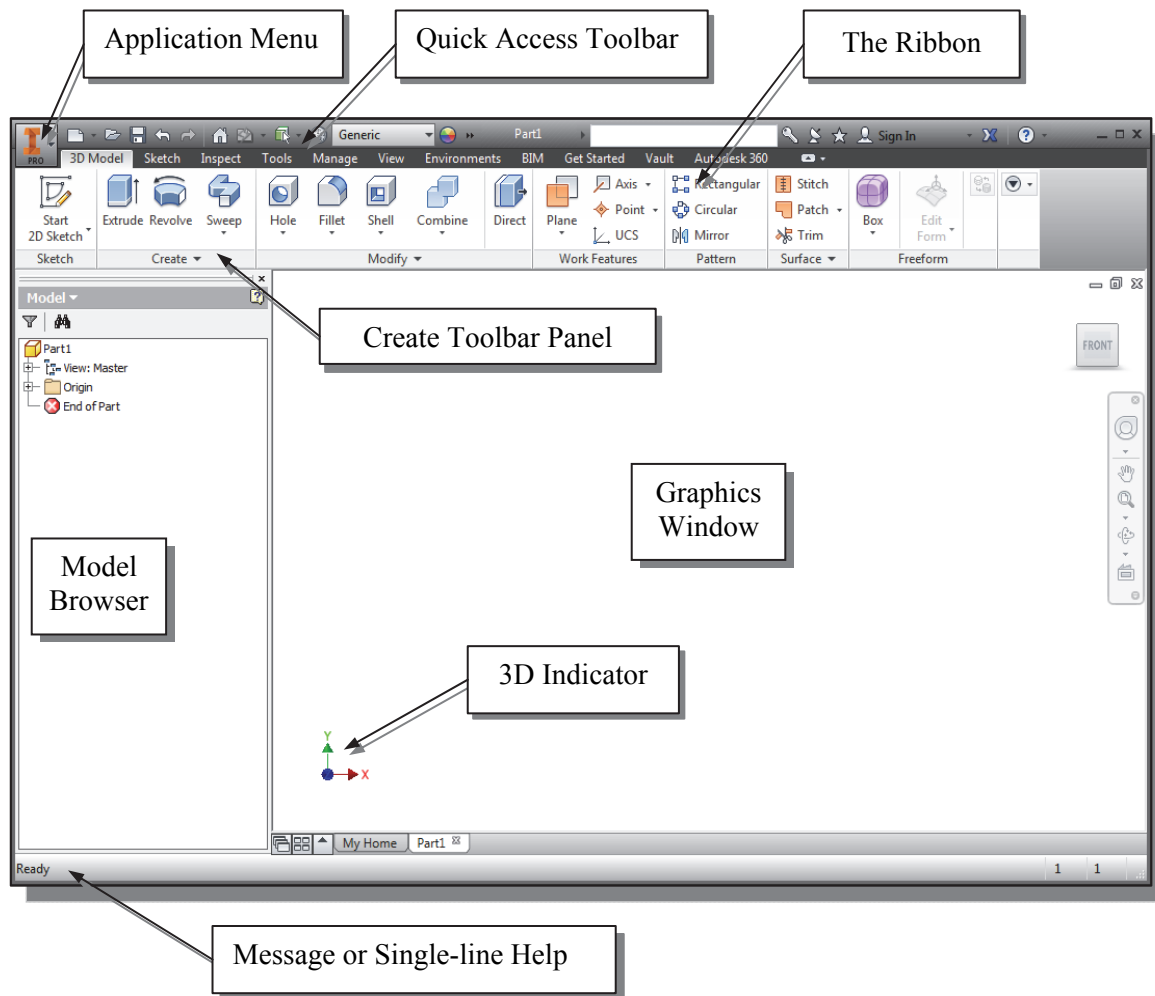 Application Menu
Quick Access Toolbar
The Ribbon
PRO
Generic
Part1
Sign In
3D Model Sketch Inspect Tools Manage View Environments BIM Get Started Vault Autodesk 360
Start
2D Sketch
Extrude Revolve Sweep
Hole Fillet Shell Combine
Direct
Plane
Axis
Point
UCS
Rectangular
Circular
Mirror
Stitch
Patch
Trim
Box
Edit
Form
Sketch Create Modify Work Features Pattern Surface Freeform
Model
Part1
View: Master
Origin
End of Part
Create Toolbar Panel
FRONT
Graphics
Window
Model
Browser
3D Indicator
Y
X
My Home Part1
Ready
1 1
Message or Single-line Help